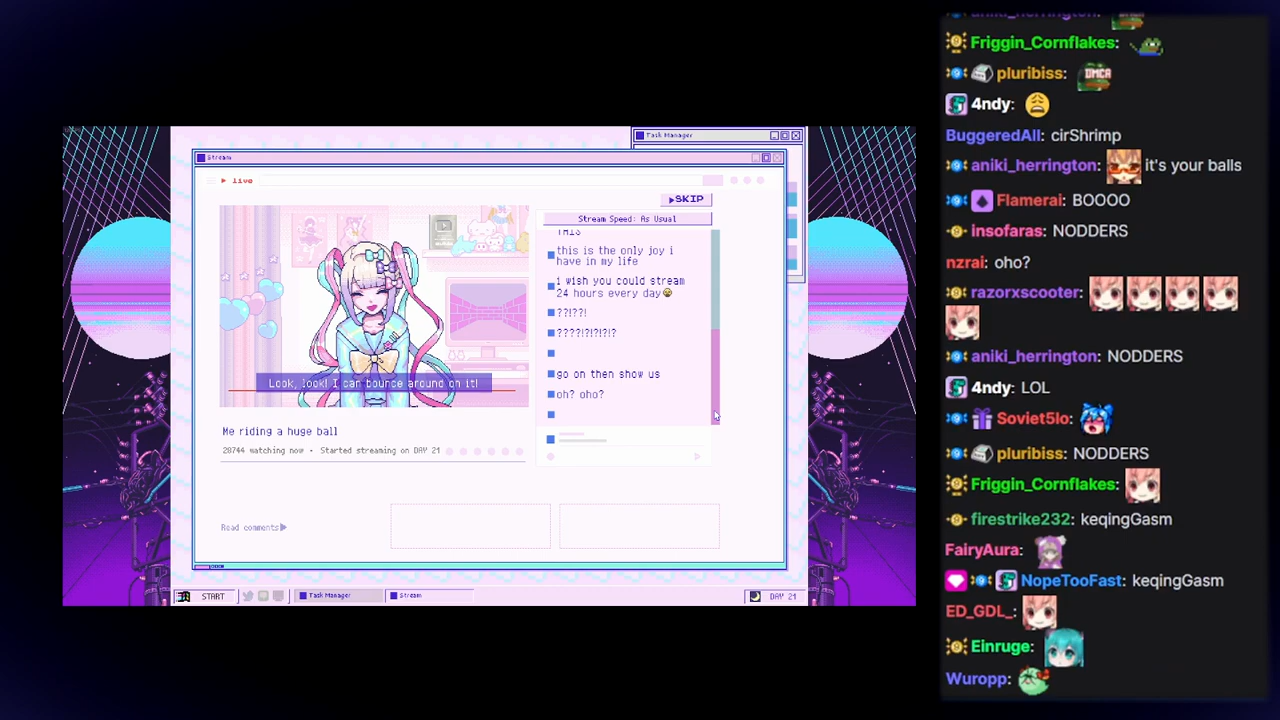 Task Manager
Stream
live
SKIP
Stream Speed: As Usual
THIS
this is the only joy i
have in my life
i wish you could stream
24 hours every day😄
??!??!
????!?!?!?!?
go on then show us
oh? oho?
Look, look! I can bounce around on it!
Me riding a huge ball
20744 watching now • Started streaming on DAY 21
Read comments▶
START
Task Manager
Stream
DAY 21
aniki_herrington:
Friggin_Cornflakes:
pluribiss: DMCA
4ndy: 😩
BuggeredAll: cirShrimp
aniki_herrington: it's your balls
Flamerai: BOOOO
insofaras: NODDERS
nzrai: oho?
razorxscooter:
aniki_herrington: NODDERS
4ndy: LOL
Soviet5lo:
pluribiss: NODDERS
Friggin_Cornflakes:
firestrike232: keqingGasm
FairyAura:
NopeTooFast: keqingGasm
ED_GDL_:
Einruge:
Wuropp: